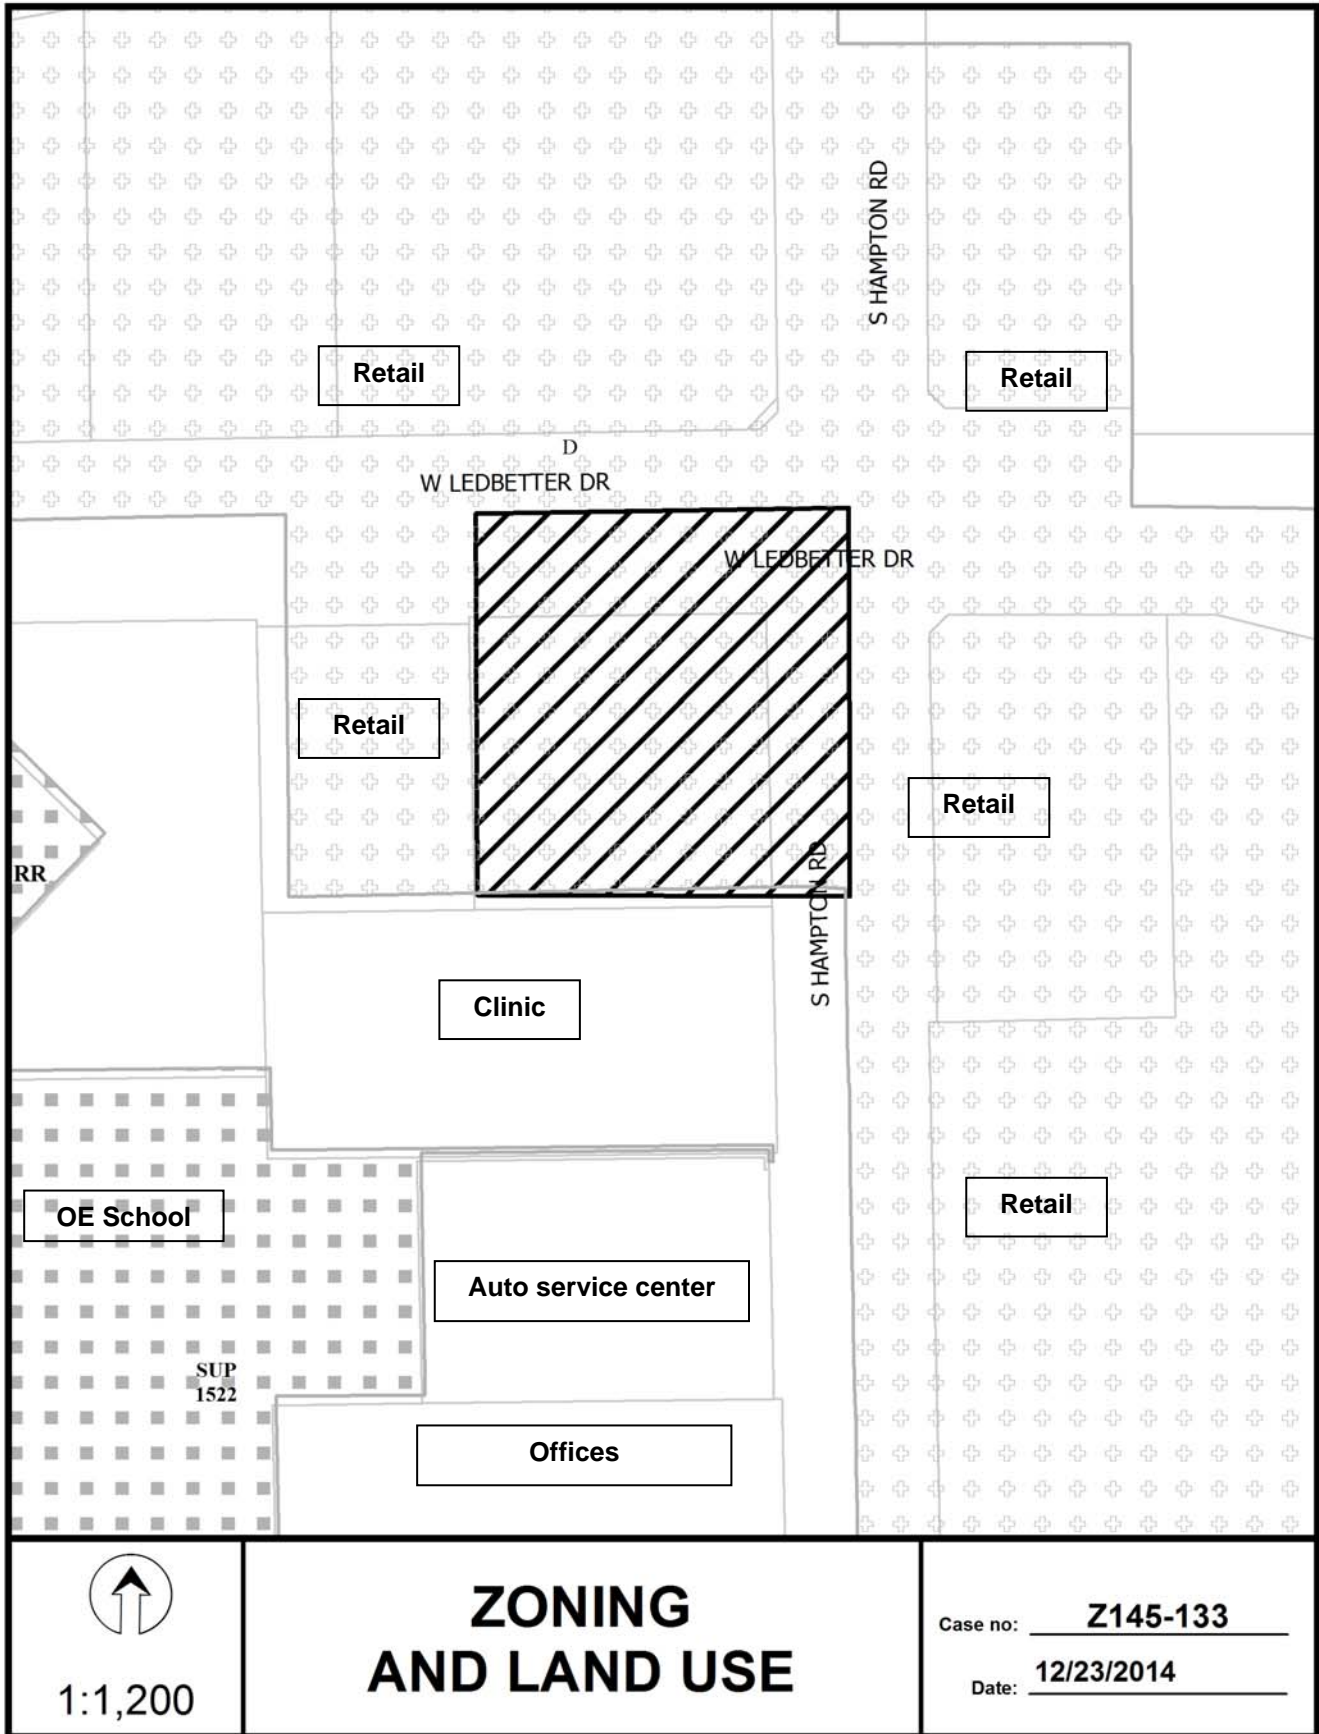 S HAMPTON RD
Retail
Retail
D
W LEDBETTER DR
W LEDBETTER DR
Retail
Retail
RR
S HAMPTON RD
Clinic
OE School
Retail
Auto service center
SUP
1522
Offices
1:1,200
ZONING
AND LAND USE
Case no: Z145-133
Date: 12/23/2014